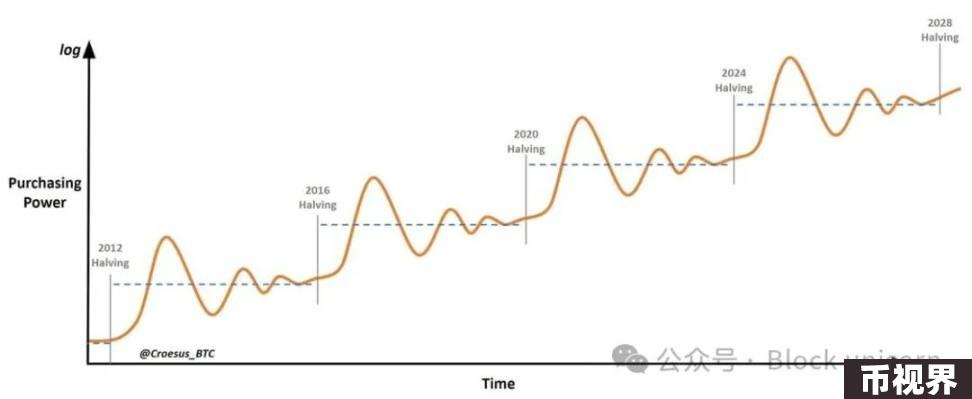 log
2028
Halving
2024
Halving
2020
Halving
Purchasing
Power
2016
Halving
2012
Halving
@Croesus_BTC
公众号 · Block unicorn
币视界
Time